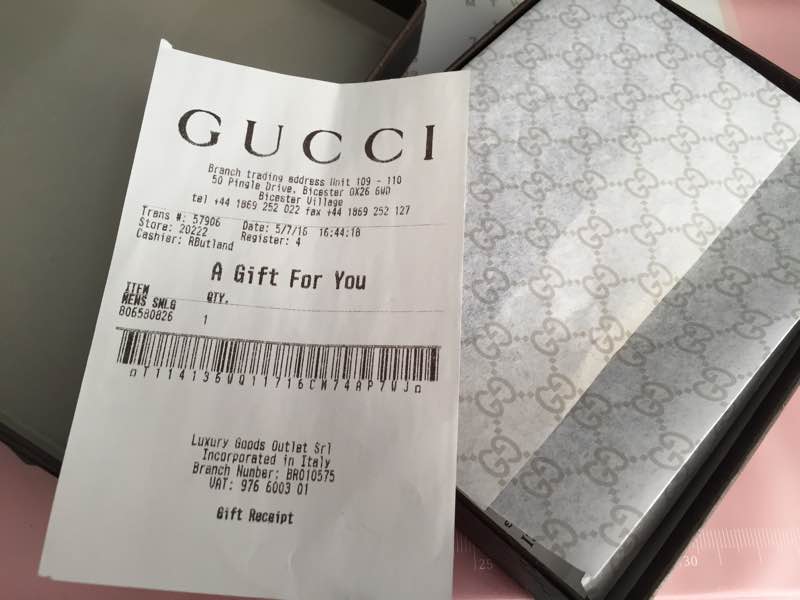 GUCCI
Branch trading address Unit 109 - 110
50 Pingle Drive, Bicester OX26 6WD
Bicester Village
tel +44 1869 252 022 fax +44 1869 252 127
Trans #: 57906 Date: 5/7/16 16:44:18
Store: 20222 Register: 4
Cashier: RButland
A Gift For You
ITEM QTY.
MENS SMLG
806580826 1
Luxury Goods Outlet Srl
Incorporated in Italy
Branch Number: BR010575
VAT: 976 6003 01
Gift Receipt
25 30